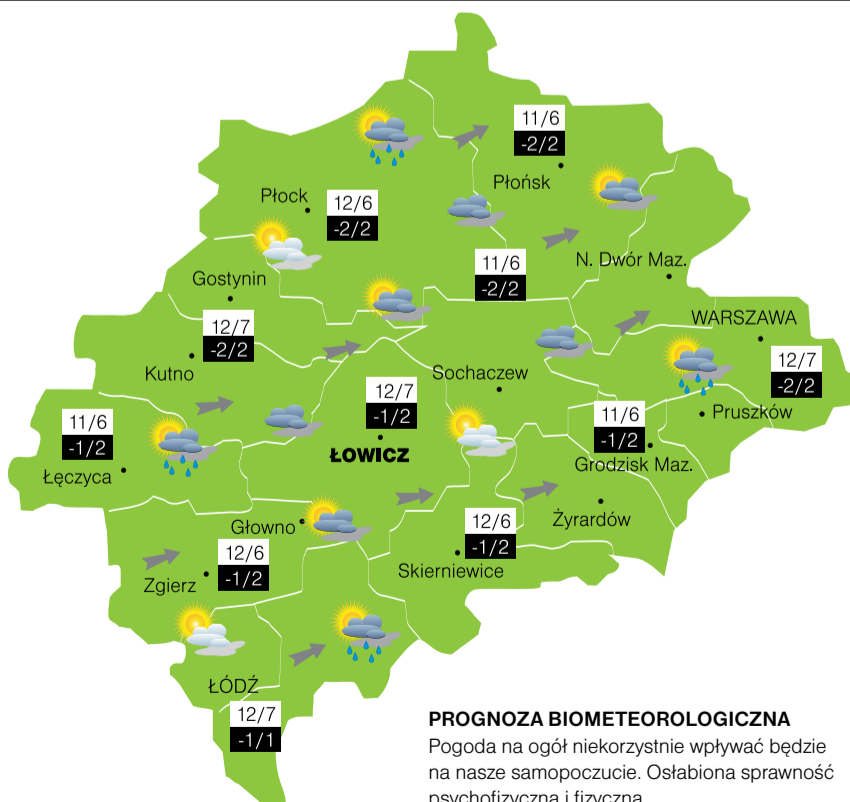 11/6
-2/2
Płońsk
Płock
12/6
-2/2
11/6
-2/2
N. Dwór Maz.
Gostynin
12/7
-2/2
Kutno
WARSZAWA
12/7
-2/2
Sochaczew
12/7
-1/2
ŁOWICZ
Pruszków
11/6
-1/2
Grodzisk Maz.
11/6
-1/2
Łęczyca
Głowno
Żyrardów
12/6
-1/2
Skierniewice
12/6
-1/2
Zgierz
ŁÓDŹ
12/7
-1/1
PROGNOZA BIOMETEOROLOGICZNA
Pogoda na ogół niekorzystnie wpływać będzie
na nasze samopoczucie. Osłabiona sprawność
psychofizyczna i fizyczna